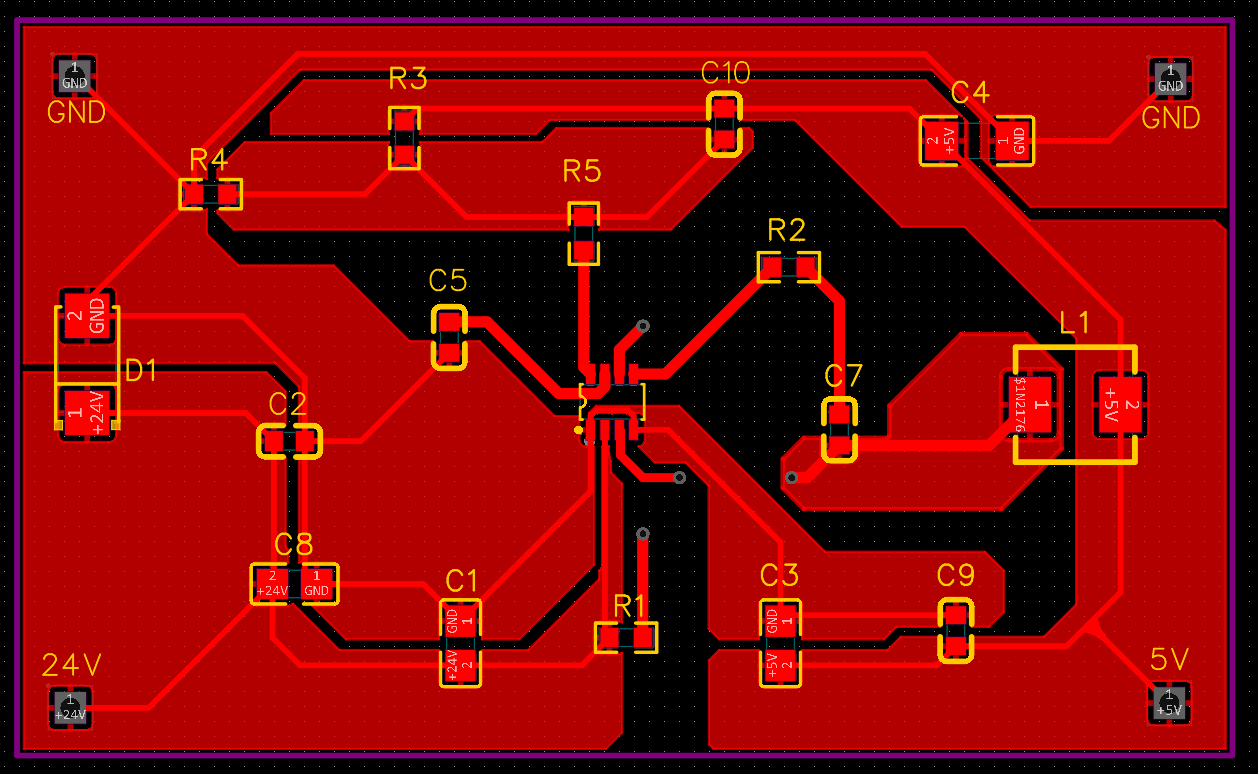 1
GND
GND
R3
C10
C4
1
GND
GND
2
+5V
1
GND
R4
R5
R2
C5
2
GND
D1
1
+24V
L1
$1N2176
1
+5V
2
C7
C2
C8
2
+24V
1
GND
C1
GND
1
+24V
2
R1
C3
GND
1
+5V
2
C9
24V
1
+24V
5V
1
+5V